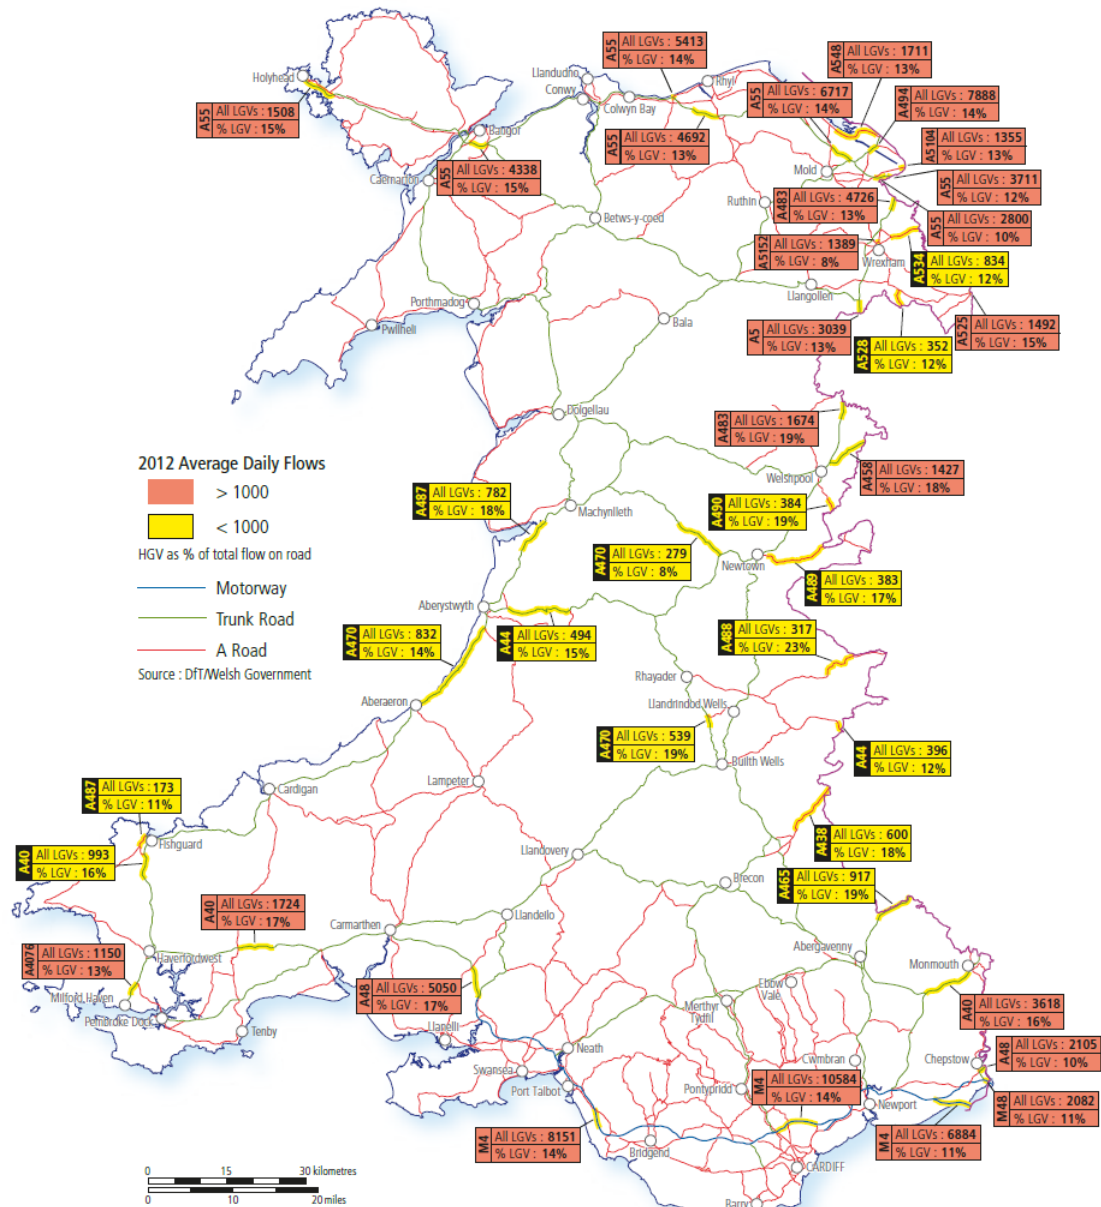 A55
All LGVs : 5413
% LGV : 14%
A548
All LGVs : 1711
% LGV : 13%
Holyhead
Llandudno
Conwy
Colwyn Bay
Rhyl
A55
All LGVs : 6717
% LGV : 14%
A494
All LGVs : 7888
% LGV : 14%
A55
All LGVs : 1508
% LGV : 15%
Bangor
A55
All LGVs : 4692
% LGV : 13%
A5104
All LGVs : 1355
% LGV : 13%
Caernarfon
A55
All LGVs : 4338
% LGV : 15%
Mold
A55
All LGVs : 3711
% LGV : 12%
Ruthin
A483
All LGVs : 4726
% LGV : 13%
A55
All LGVs : 2800
% LGV : 10%
Betws-y-coed
A5152
All LGVs : 1389
% LGV : 8%
Wrexham
A534
All LGVs : 834
% LGV : 12%
Llangollen
Porthmadog
Pwllheli
Bala
A5
All LGVs : 3039
% LGV : 13%
A528
All LGVs : 352
% LGV : 12%
A525
All LGVs : 1492
% LGV : 15%
Dolgellau
A483
All LGVs : 1674
% LGV : 19%
2012 Average Daily Flows
> 1000
< 1000
HGV as % of total flow on road
Motorway
Trunk Road
A Road
Source : DfT/Welsh Government
Welshpool
A458
All LGVs : 1427
% LGV : 18%
A487
All LGVs : 782
% LGV : 18%
Machynlleth
A490
All LGVs : 384
% LGV : 19%
A470
All LGVs : 279
% LGV : 8%
Newtown
A489
All LGVs : 383
% LGV : 17%
Aberystwyth
A470
All LGVs : 832
% LGV : 14%
A44
All LGVs : 494
% LGV : 15%
A488
All LGVs : 317
% LGV : 23%
Rhayader
Aberaeron
Llandrindod Wells
A470
All LGVs : 539
% LGV : 19%
A44
All LGVs : 396
% LGV : 12%
Builth Wells
Lampeter
Cardigan
A487
All LGVs : 173
% LGV : 11%
Fishguard
A438
All LGVs : 600
% LGV : 18%
A40
All LGVs : 993
% LGV : 16%
Llandovery
Brecon
A465
All LGVs : 917
% LGV : 19%
A40
All LGVs : 1724
% LGV : 17%
Llandeilo
Carmarthen
Haverfordwest
A4076
All LGVs : 1150
% LGV : 13%
Abergavenny
Monmouth
Milford Haven
Pembroke Dock
Tenby
A48
All LGVs : 5050
% LGV : 17%
Ebbw
Vale
Merthyr
Tydfil
A40
All LGVs : 3618
% LGV : 16%
Llanelli
Neath
Cwmbran
Chepstow
A48
All LGVs : 2105
% LGV : 10%
Swansea
Port Talbot
Pontypridd
M4
All LGVs : 10584
% LGV : 14%
Newport
M48
All LGVs : 2082
% LGV : 11%
M4
All LGVs : 8151
% LGV : 14%
Bridgend
M4
All LGVs : 6884
% LGV : 11%
CARDIFF
Barry
0 15 30 kilometres
0 10 20 miles